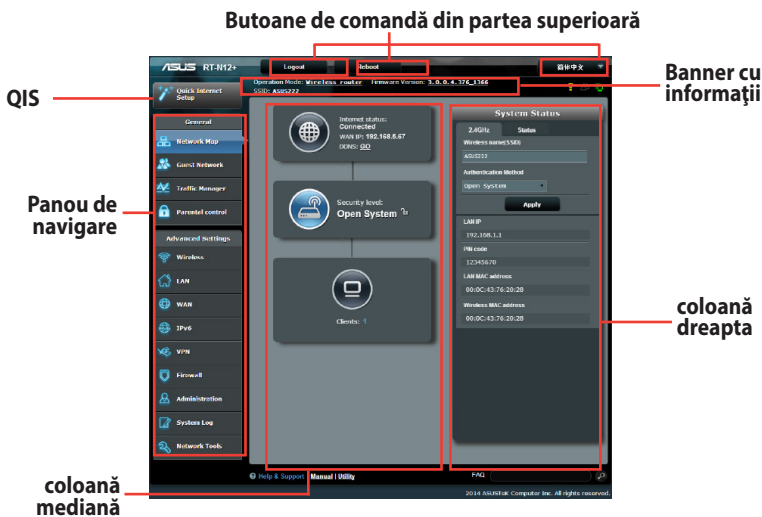 Butoane de comandă din partea superioară
ASUS RT-N12+
Logout
Reboot
简体中文
Operation Mode: Wireless router Firmware Version: 3.0.0.4.376_1366
SSID: ASUS222
Banner cu
informaţii
QIS
Quick Internet
Setup
General
Network Map
Guest Network
Traffic Manager
Parental control
Panou de
navigare
Advanced Settings
Wireless
LAN
WAN
IPv6
VPN
Firewall
Administration
System Log
Network Tools
Internet status:
Connected
WAN IP: 192.168.5.67
DDNS: GO
Security level:
Open System
Clients: 1
System Status
2.4GHz Status
Wireless name(SSID)
ASUS222
Authentication Method
Open System
Apply
LAN IP
192.168.1.1
PIN code
12345670
LAN MAC address
00:0C:43:76:20:28
Wireless MAC address
00:0C:43:76:20:28
coloană
dreapta
coloană
mediană
Help & Support Manual | Utility
FAQ
2014 ASUSTeK Computer Inc. All rights reserved.